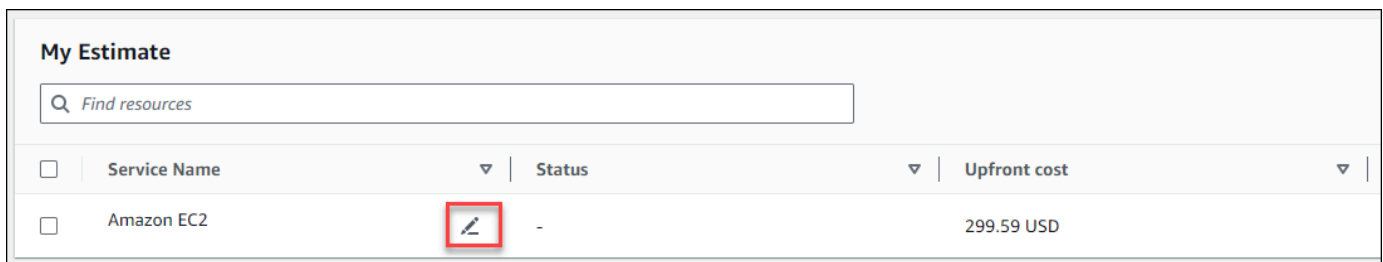 My Estimate
Find resources
Service Name Status Upfront cost
Amazon EC2 - 299.59 USD